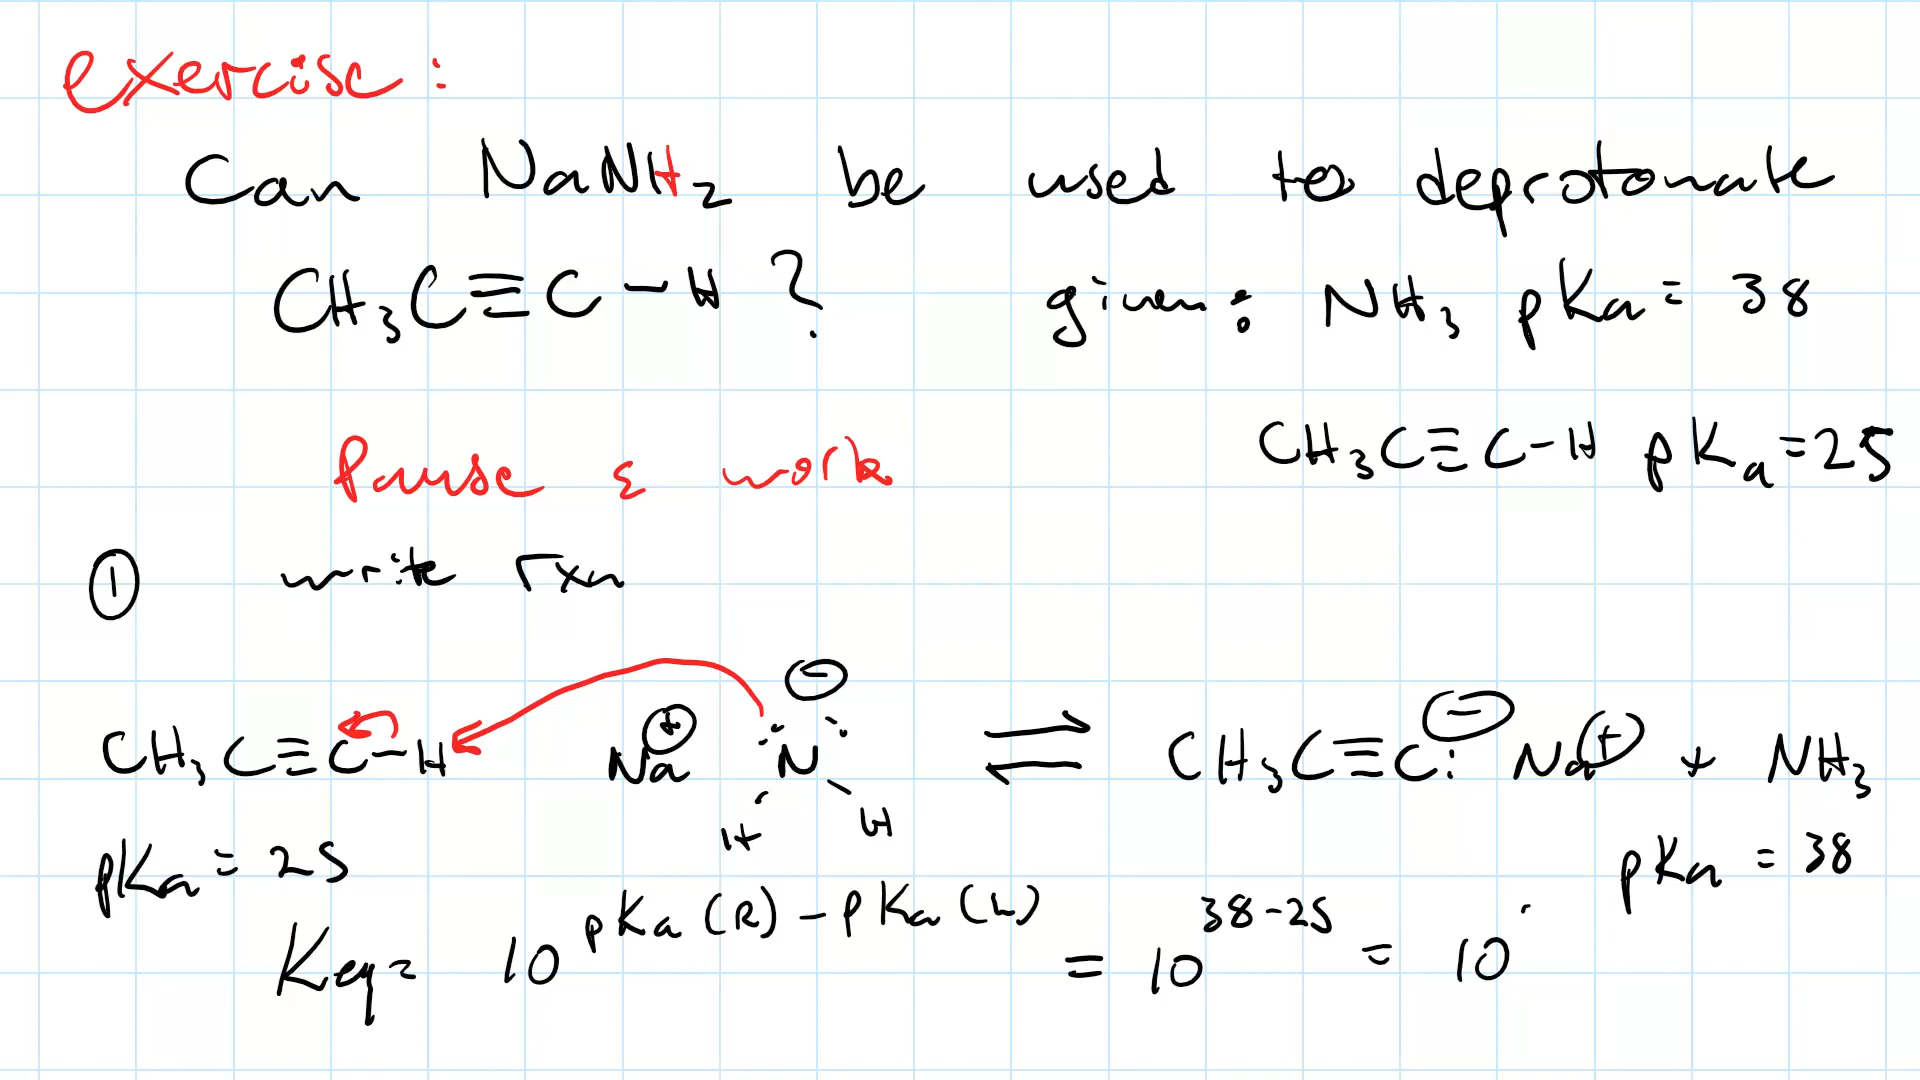 exercise:
Can NaNH₂ be used to deprotonate
CH₃C≡C-H ? given: NH₃ pKa = 38
CH₃C≡C-H pKₐ = 25
Pause & work
① write rxn
CH₃C≡C-H Na⊕ :N̈⊖ H H ⇌ CH₃C≡C:⊖ Na⊕ + NH₃
pKa = 25 pKa = 38
Keq = 10^(pKa(R) - pKa(L)) = 10^(38-25) = 10